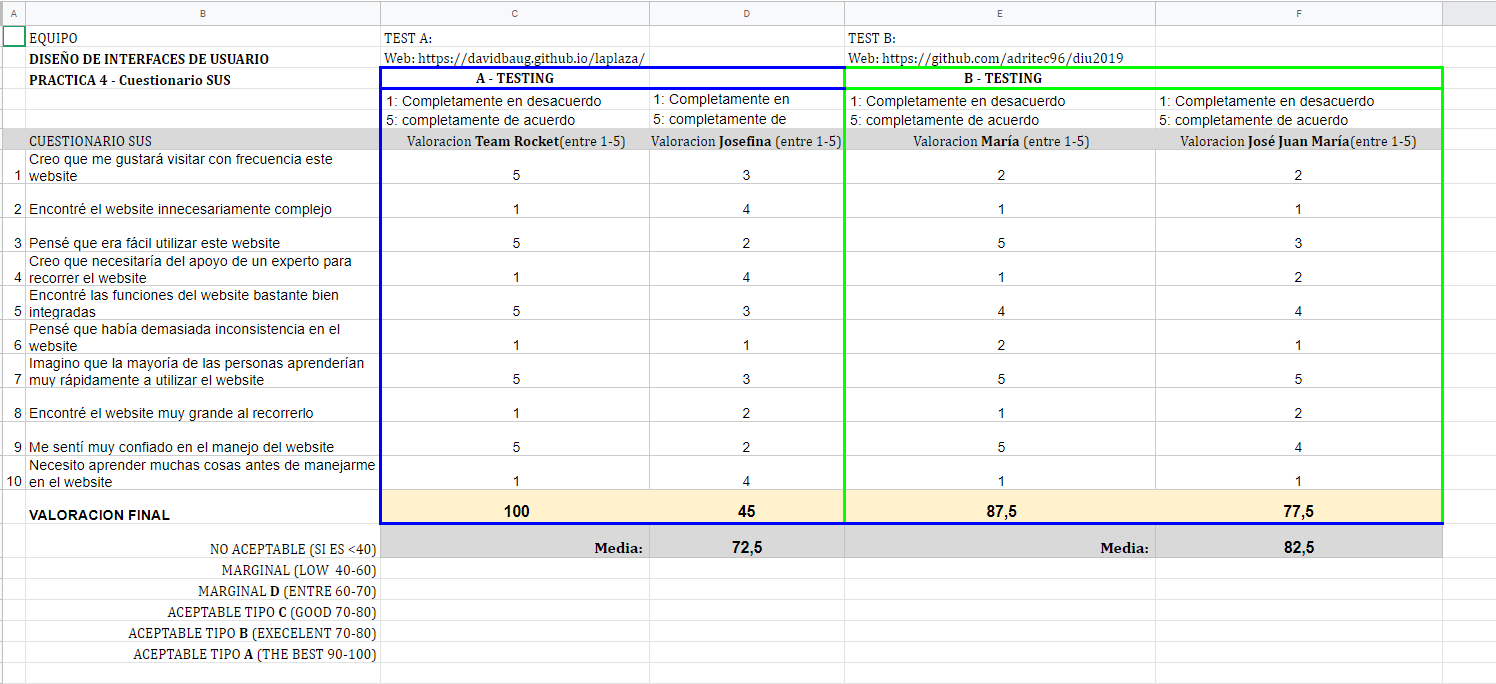 A B C D E F
EQUIPO TEST A: TEST B:
DISEÑO DE INTERFACES DE USUARIO Web: https://davidbaug.github.io/laplaza/ Web: https://github.com/adritec96/diu2019
PRACTICA 4 - Cuestionario SUS A - TESTING B - TESTING
1: Completamente en desacuerdo 1: Completamente en 1: Completamente en desacuerdo 1: Completamente en desacuerdo
5: completamente de acuerdo 5: completamente de 5: completamente de acuerdo 5: completamente de acuerdo
CUESTIONARIO SUS Valoracion Team Rocket(entre 1-5) Valoracion Josefina (entre 1-5) Valoracion María (entre 1-5) Valoracion José Juan María(entre 1-5)
Creo que me gustará visitar con frecuencia este
1 website 5 3 2 2
2 Encontré el website innecesariamente complejo 1 4 1 1
3 Pensé que era fácil utilizar este website 5 2 5 3
Creo que necesitaría del apoyo de un experto para
4 recorrer el website 1 4 1 2
Encontré las funciones del website bastante bien
5 integradas 5 3 4 4
Pensé que había demasiada inconsistencia en el
6 website 1 1 2 1
Imagino que la mayoría de las personas aprenderían
7 muy rápidamente a utilizar el website 5 3 5 5
8 Encontré el website muy grande al recorrerlo 1 2 1 2
9 Me sentí muy confiado en el manejo del website 5 2 5 4
Necesito aprender muchas cosas antes de manejarme
10 en el website 1 4 1 1
VALORACION FINAL 100 45 87,5 77,5
NO ACEPTABLE (SI ES <40) Media: 72,5 Media: 82,5
MARGINAL (LOW 40-60)
MARGINAL D (ENTRE 60-70)
ACEPTABLE TIPO C (GOOD 70-80)
ACEPTABLE TIPO B (EXECELENT 70-80)
ACEPTABLE TIPO A (THE BEST 90-100)